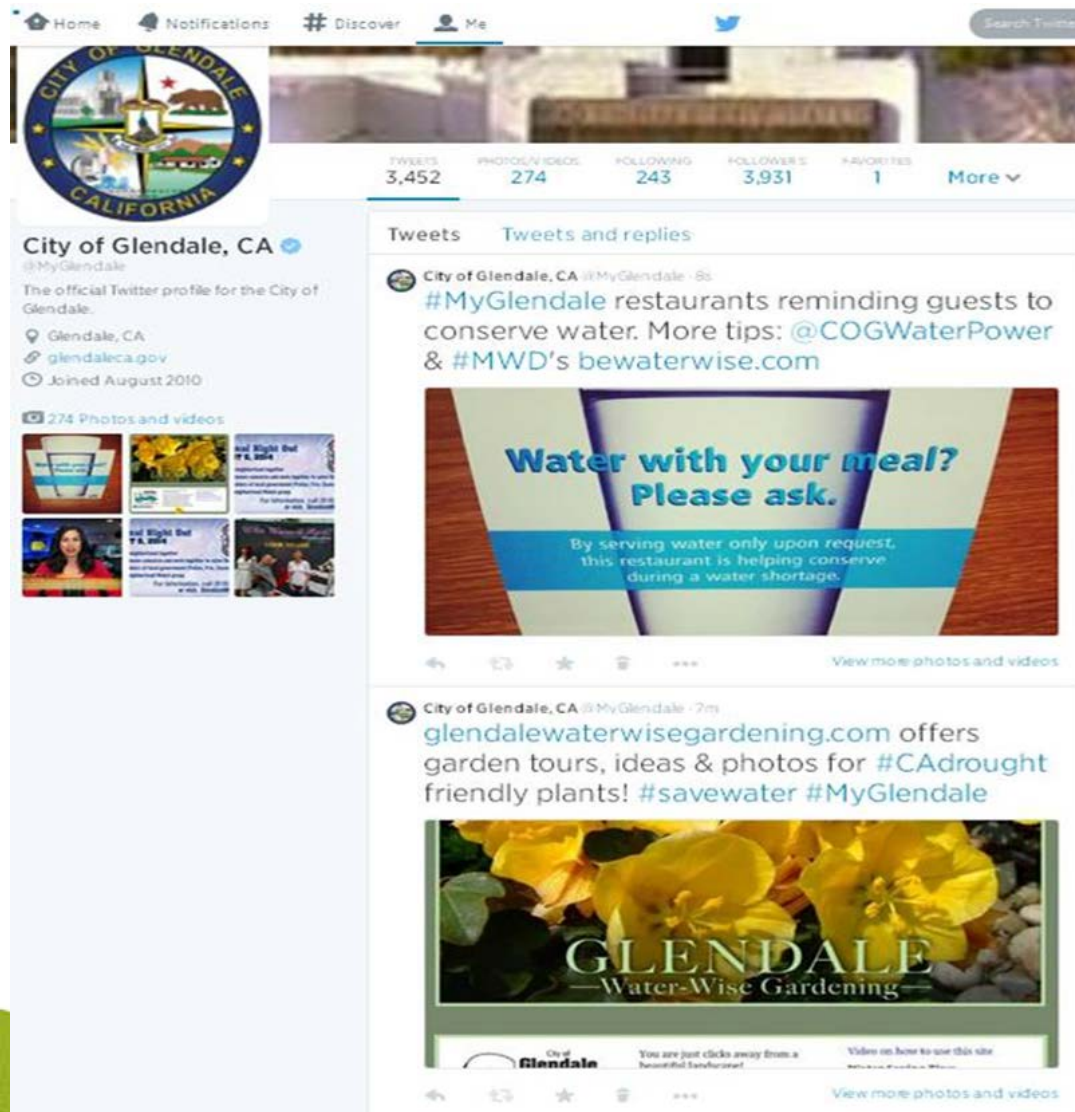 Home Notifications # Discover Me Search Twitter
CITY OF GLENDALE
CALIFORNIA
TWEETS PHOTOS/VIDEOS FOLLOWING FOLLOWERS FAVORITES
3,452 274 243 3,931 1 More
City of Glendale, CA
@MyGlendale
The official Twitter profile for the City of
Glendale.
Glendale, CA
glendaleca.gov
Joined August 2010
274 Photos and videos
Tweets Tweets and replies
City of Glendale, CA @MyGlendale · 8s
#MyGlendale restaurants reminding guests to
conserve water. More tips: @COGWaterPower
& #MWD's bewaterwise.com
Water with your meal?
Please ask.
By serving water only upon request,
this restaurant is helping conserve
during a water shortage.
View more photos and videos
City of Glendale, CA @MyGlendale · 7m
glendalewaterwisegardening.com offers
garden tours, ideas & photos for #CAdrought
friendly plants! #savewater #MyGlendale
GLENDALE
Water-Wise Gardening
City of
Glendale
You are just clicks away from a
beautiful landscape!
Video on how to use this site
View more photos and videos